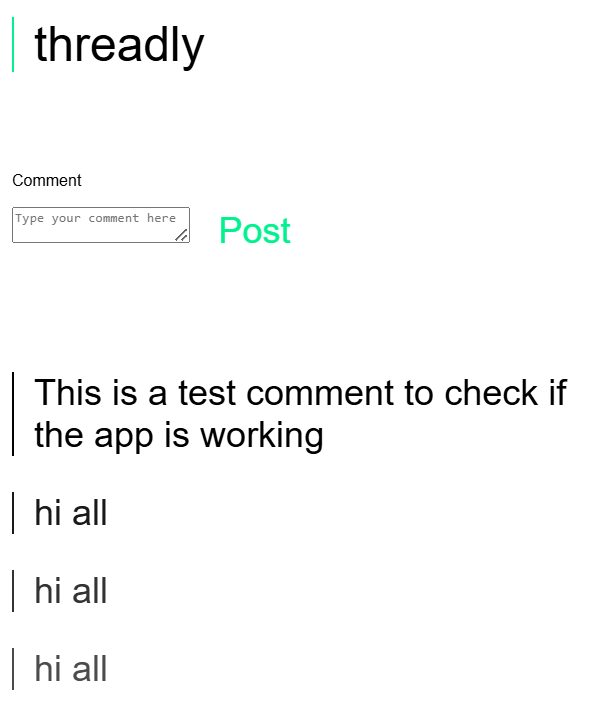 threadly
Comment
Type your comment here
Post
This is a test comment to check if
the app is working
hi all
hi all
hi all